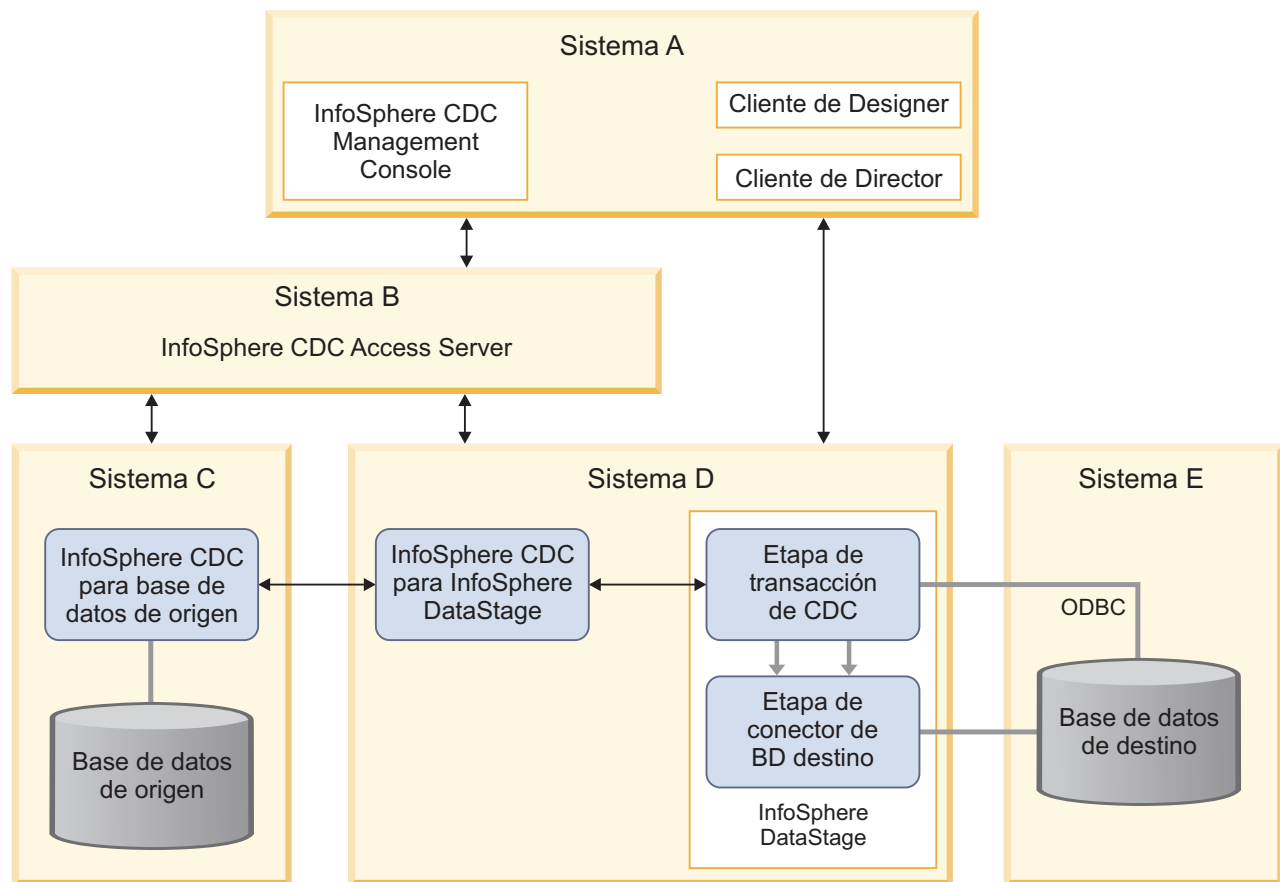 Sistema A
InfoSphere CDC
Management
Console
Cliente de Designer
Cliente de Director
Sistema B
InfoSphere CDC Access Server
Sistema C
InfoSphere CDC
para base de
datos de origen
Base de datos
de origen
Sistema D
InfoSphere CDC
para InfoSphere
DataStage
Etapa de
transacción
de CDC
Etapa de
conector de
BD destino
InfoSphere
DataStage
Sistema E
ODBC
Base de datos
de destino